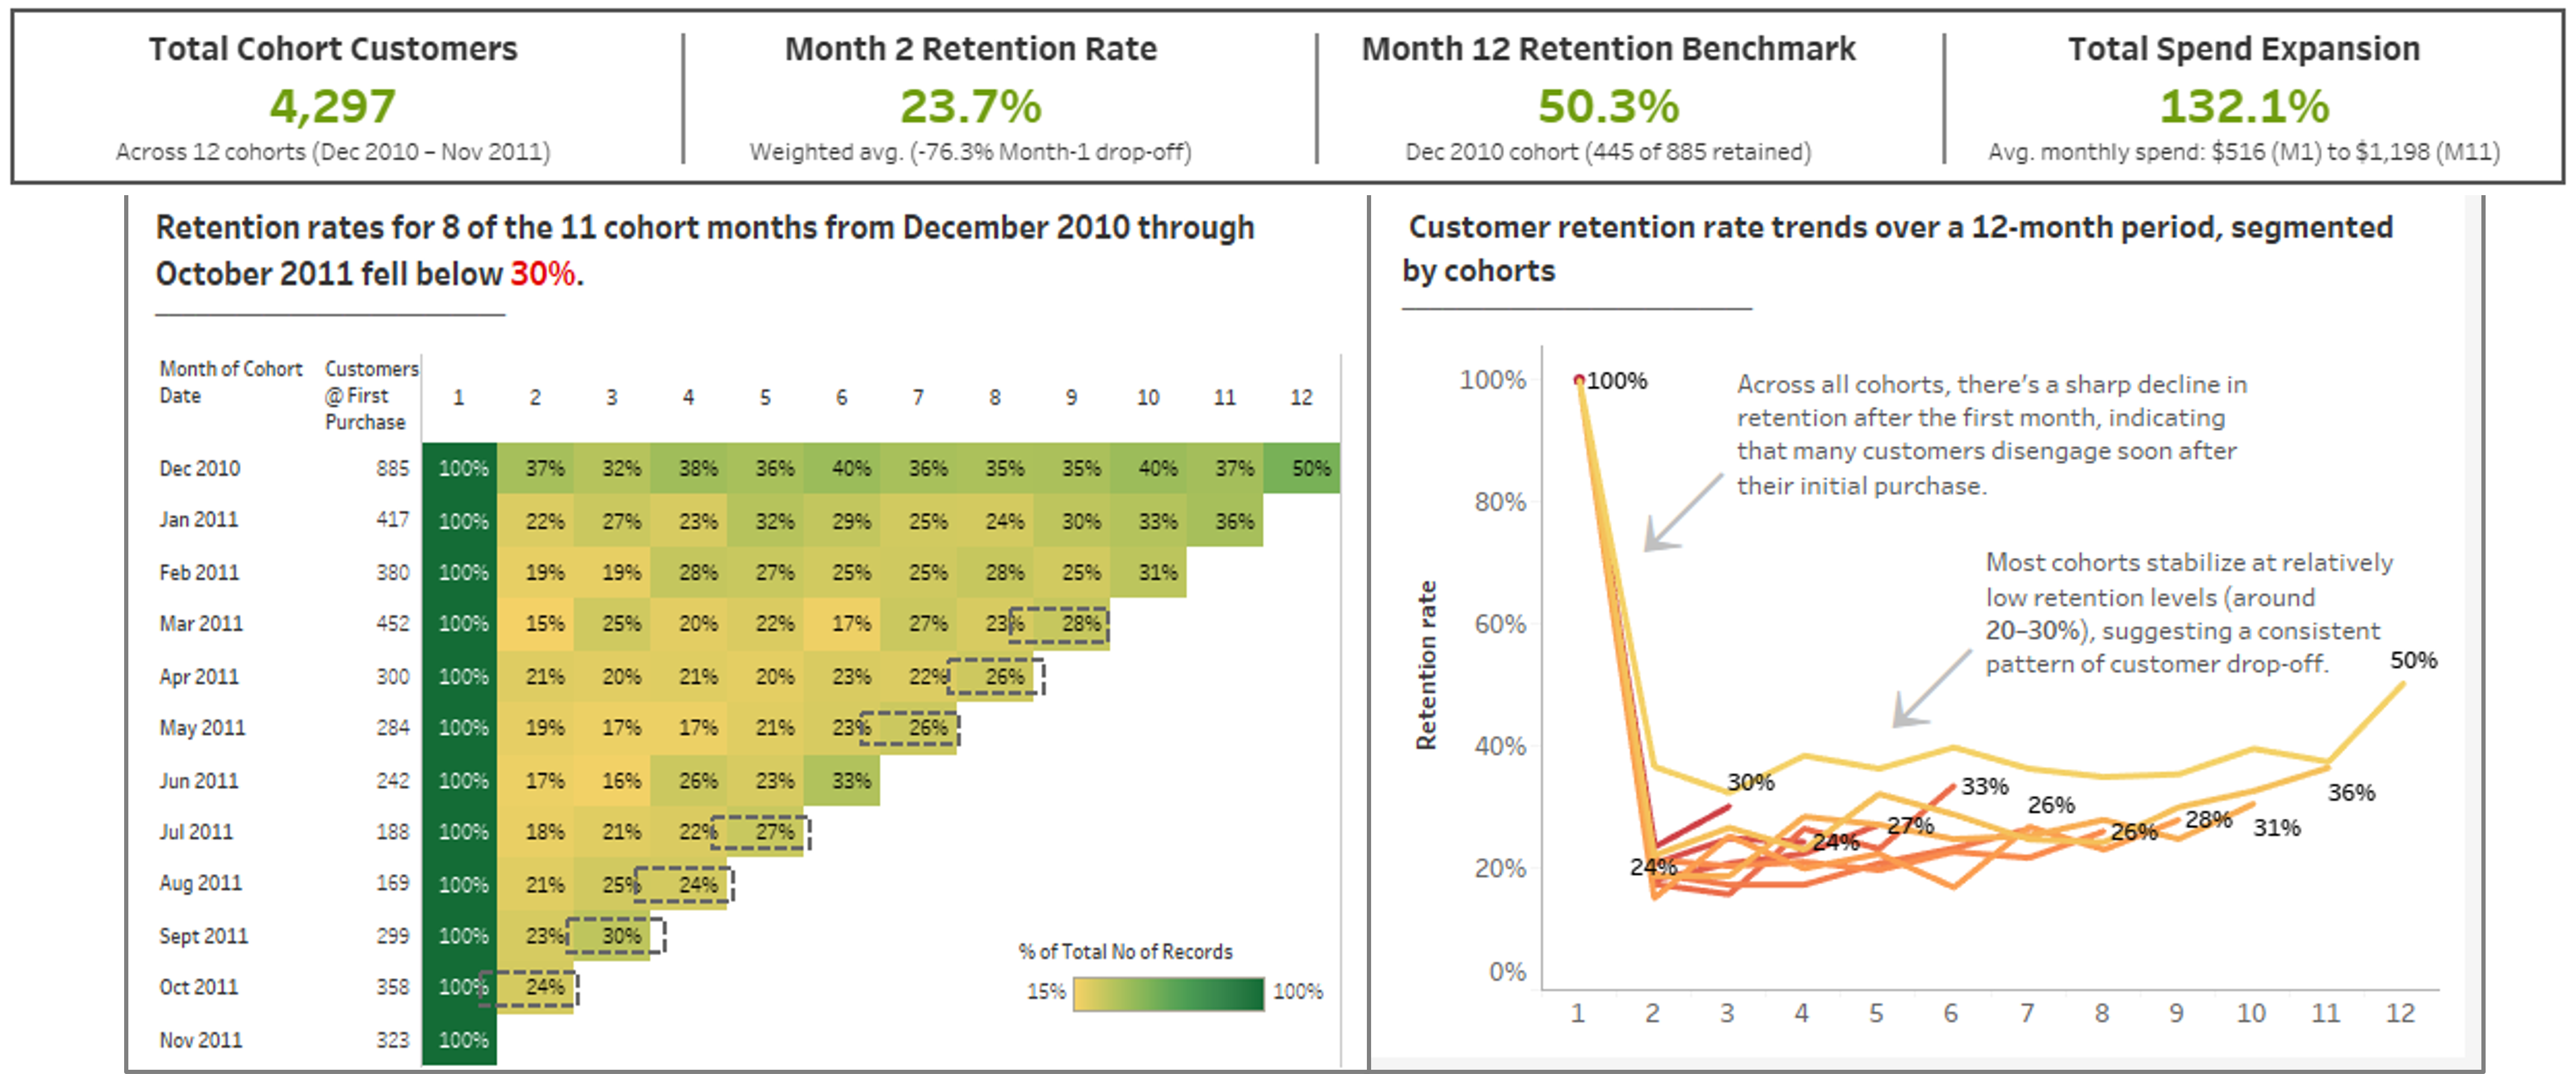 Total Cohort Customers
4,297
Across 12 cohorts (Dec 2010 – Nov 2011)
Month 2 Retention Rate
23.7%
Weighted avg. (-76.3% Month-1 drop-off)
Month 12 Retention Benchmark
50.3%
Dec 2010 cohort (445 of 885 retained)
Total Spend Expansion
132.1%
Avg. monthly spend: $516 (M1) to $1,198 (M11)
Retention rates for 8 of the 11 cohort months from December 2010 through
October 2011 fell below 30%.
Month of Cohort Date Customers @ First Purchase 1 2 3 4 5 6 7 8 9 10 11 12
Dec 2010 885 100% 37% 32% 38% 36% 40% 36% 35% 35% 40% 37% 50%
Jan 2011 417 100% 22% 27% 23% 32% 29% 25% 24% 30% 33% 36%
Feb 2011 380 100% 19% 19% 28% 27% 25% 25% 28% 25% 31%
Mar 2011 452 100% 15% 25% 20% 22% 17% 27% 23% 28%
Apr 2011 300 100% 21% 20% 21% 20% 23% 22% 26%
May 2011 284 100% 19% 17% 17% 21% 23% 26%
Jun 2011 242 100% 17% 16% 26% 23% 33%
Jul 2011 188 100% 18% 21% 22% 27%
Aug 2011 169 100% 21% 25% 24%
Sept 2011 299 100% 23% 30%
Oct 2011 358 100% 24%
Nov 2011 323 100%
% of Total No of Records
15% 100%
Customer retention rate trends over a 12-month period, segmented
by cohorts
Retention rate
100%
80%
60%
40%
20%
0%
100%
Across all cohorts, there's a sharp decline in
retention after the first month, indicating
that many customers disengage soon after
their initial purchase.
Most cohorts stabilize at relatively
low retention levels (around
20–30%), suggesting a consistent
pattern of customer drop-off.
50%
30%
33%
26%
36%
24%
24%
27%
26%
28%
31%
1 2 3 4 5 6 7 8 9 10 11 12